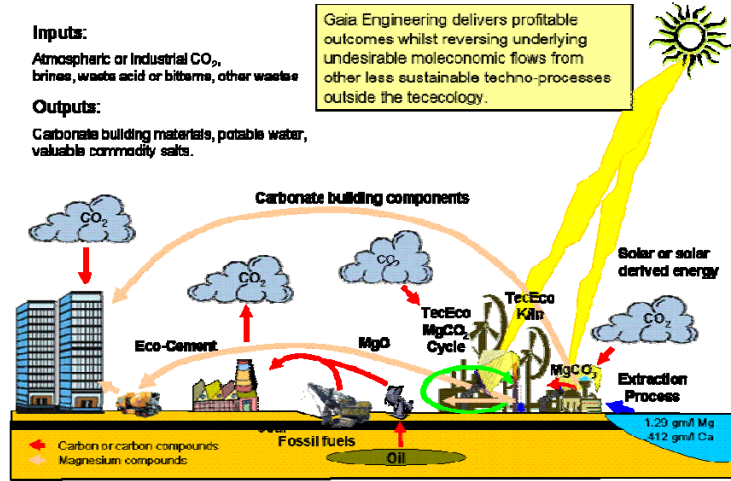 Inputs:
Atmospheric or industrial CO2,
brines, waste acid or bitterns, other wastes
Outputs:
Carbonate building materials, potable water,
valuable commodity salts.
Gaia Engineering delivers profitable
outcomes whilst reversing underlying
undesirable moleconomic flows from
other less sustainable techno-processes
outside the tececology.
Carbonate building components
CO2
CO2
CO2
Solar or solar
derived energy
CO2
TecEco
MgCO2
Cycle
TecEco
Kiln
Eco-Cement
MgO
MgCO3
Extraction
Process
1.29 gm/l Mg
412 gm/l Ca
Fossil fuels
Oil
Carbon or carbon compounds
Magnesium compounds